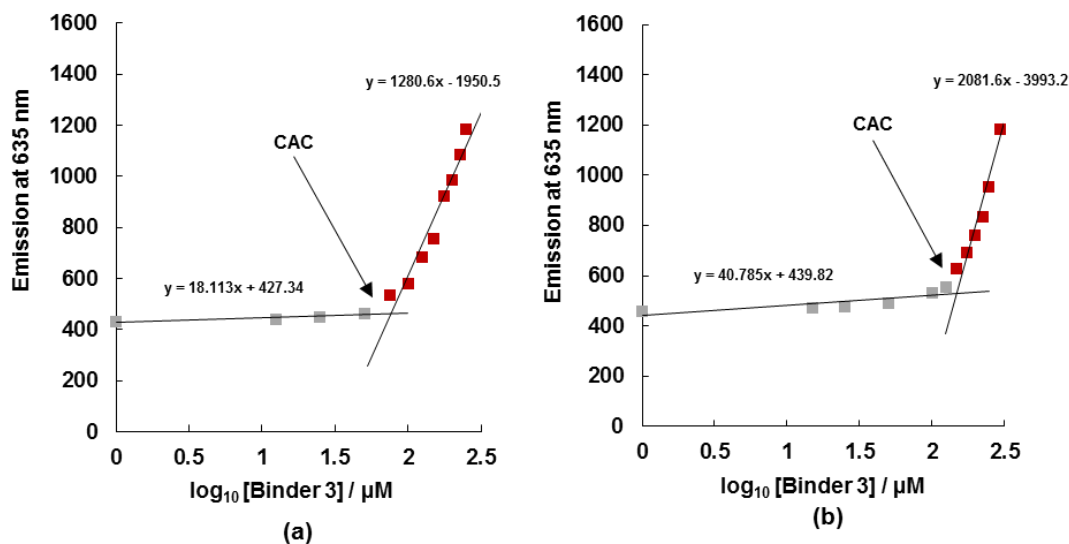 1600
1400
1200
1000
800
600
400
200
0
Emission at 635 nm
y = 1280.6x - 1950.5
CAC
y = 18.113x + 427.34
0 0.5 1 1.5 2 2.5
log10 [Binder 3] / µM
(a)
1600
1400
1200
1000
800
600
400
200
0
Emission at 635 nm
y = 2081.6x - 3993.2
CAC
y = 40.785x + 439.82
0 0.5 1 1.5 2 2.5
log10 [Binder 3] / µM
(b)